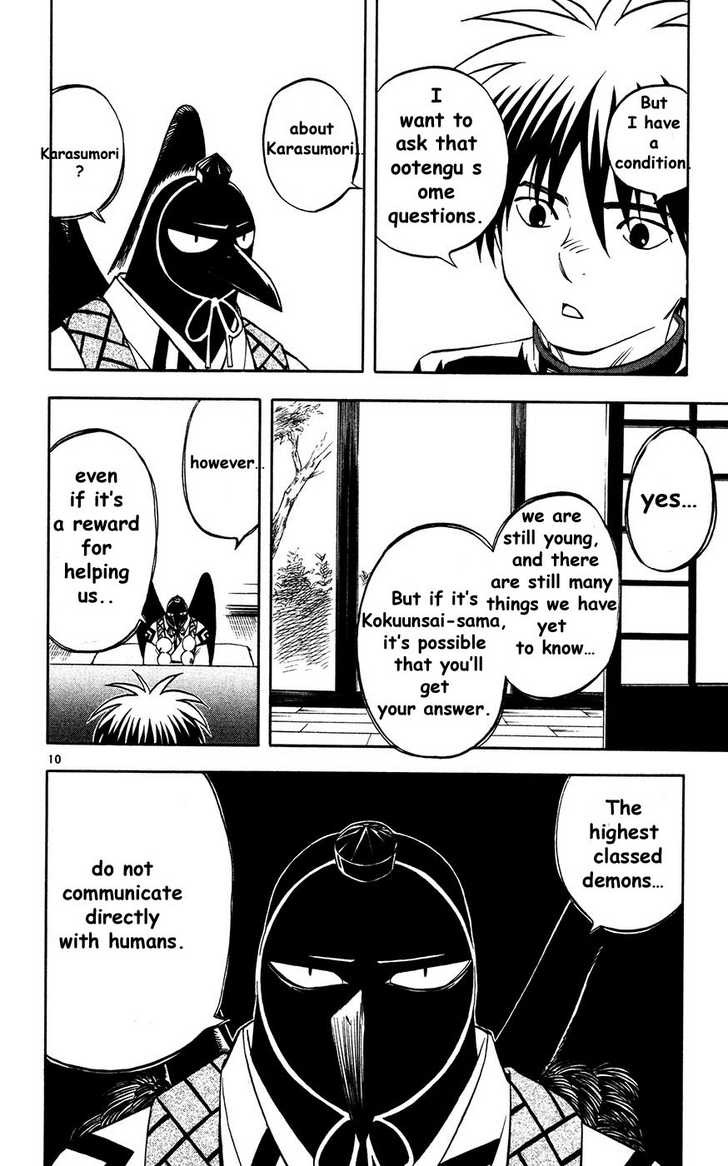 But
I have
a
condition.
I
want to
ask that
ootengu s
ome
questions.
about
Karasumori...
Karasumori
?
yes...
we are
still young,
and there
are still many
things we have
yet
to know...
But if it's
Kokuunsai-sama,
it's possible
that you'll
get
your answer.
however...
even
if it's
a reward
for
helping
us..
10
The
highest
classed
demons...
do not
communicate
directly
with humans.